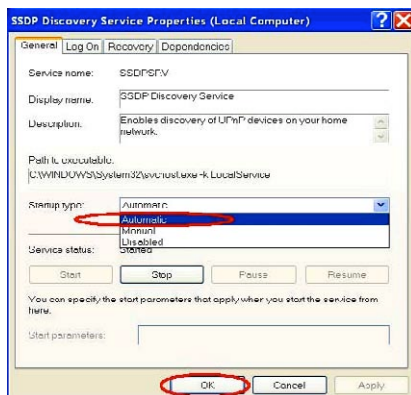 SSDP Discovery Service Properties (Local Computer)
General Log On Recovery Dependencies
Service name: SSDPSRV
Display name: SSDP Discovery Service
Description: Enables discovery of UPnP devices on your home
network.
Path to executable:
C:\WINDOWS\System32\svchost.exe -k LocalService
Startup type: Automatic
Automatic
Manual
Disabled
Service status: Started
Start Stop Pause Resume
You can specify the start parameters that apply when you start the service from
here.
Start parameters:
OK Cancel Apply